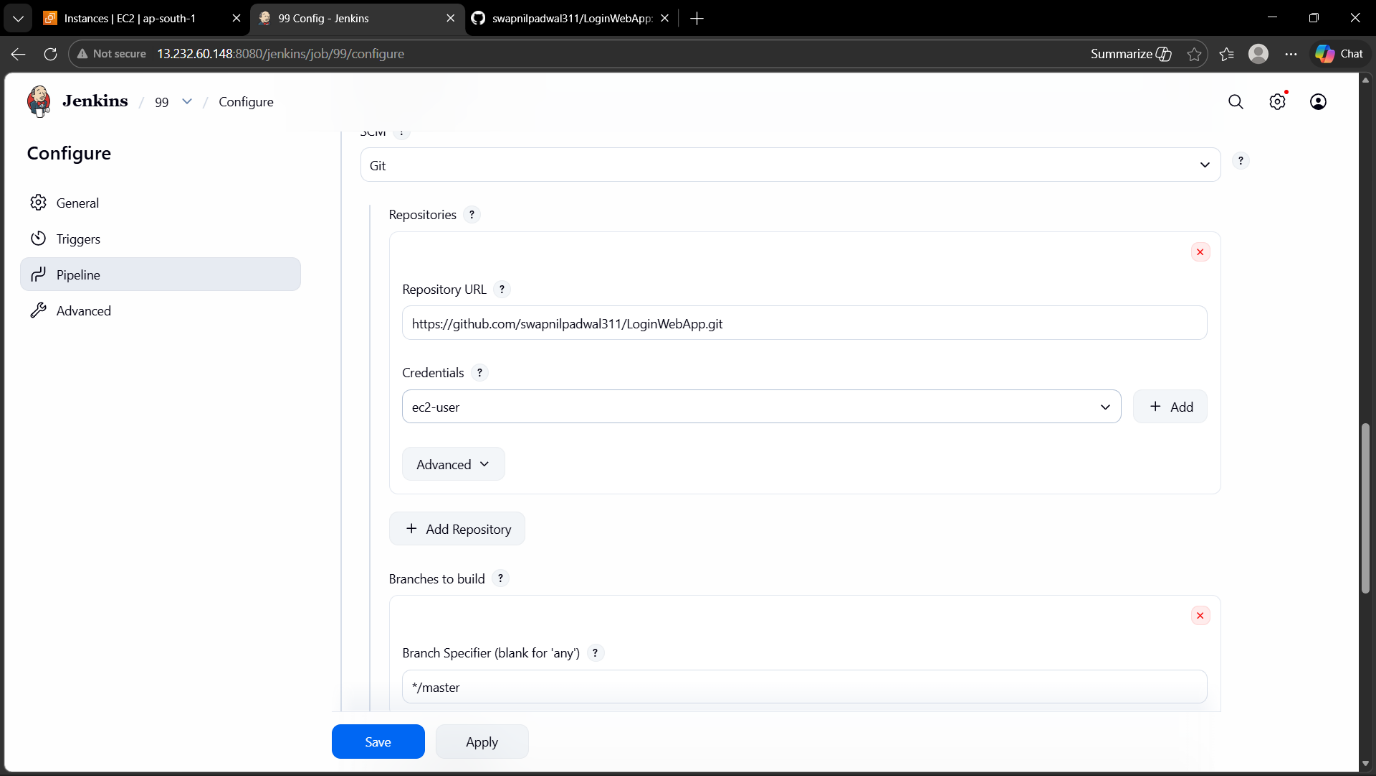 Instances | EC2 | ap-south-1
99 Config - Jenkins
swapnilpadwal311/LoginWebApp:
Not secure
13.232.60.148:8080/jenkins/job/99/configure
Summarize
Chat
Jenkins / 99 / Configure
Configure
General
Triggers
Pipeline
Advanced
SCM ?
Git
?
Repositories ?
Repository URL ?
https://github.com/swapnilpadwal311/LoginWebApp.git
Credentials ?
ec2-user
+ Add
Advanced
+ Add Repository
Branches to build ?
Branch Specifier (blank for 'any') ?
*/master
Save
Apply